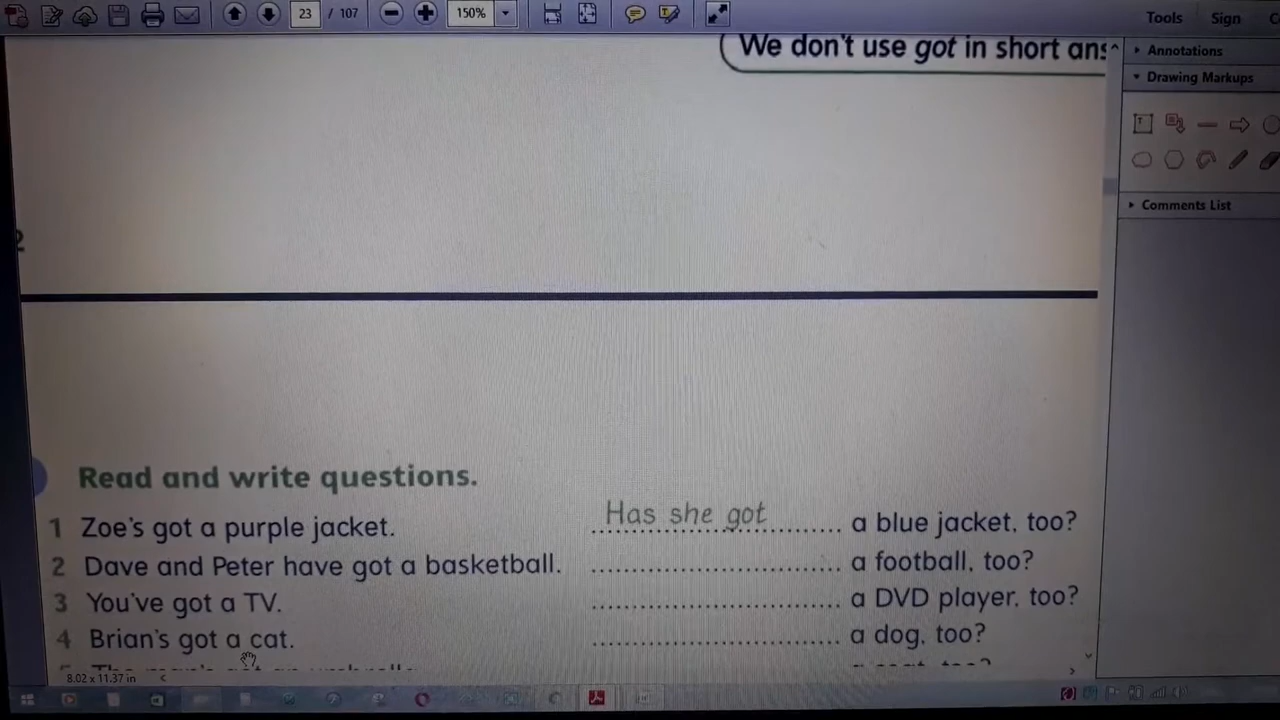 23 / 107
150%
Tools
Sign
We don't use got in short
Annotations
Drawing Markups
Comments List
Read and write questions.
1 Zoe's got a purple jacket. Has she got a blue jacket, too?
2 Dave and Peter have got a basketball. a football, too?
3 You've got a TV. a DVD player, too?
4 Brian's got a cat. a dog, too?
8.02 x 11.37 in